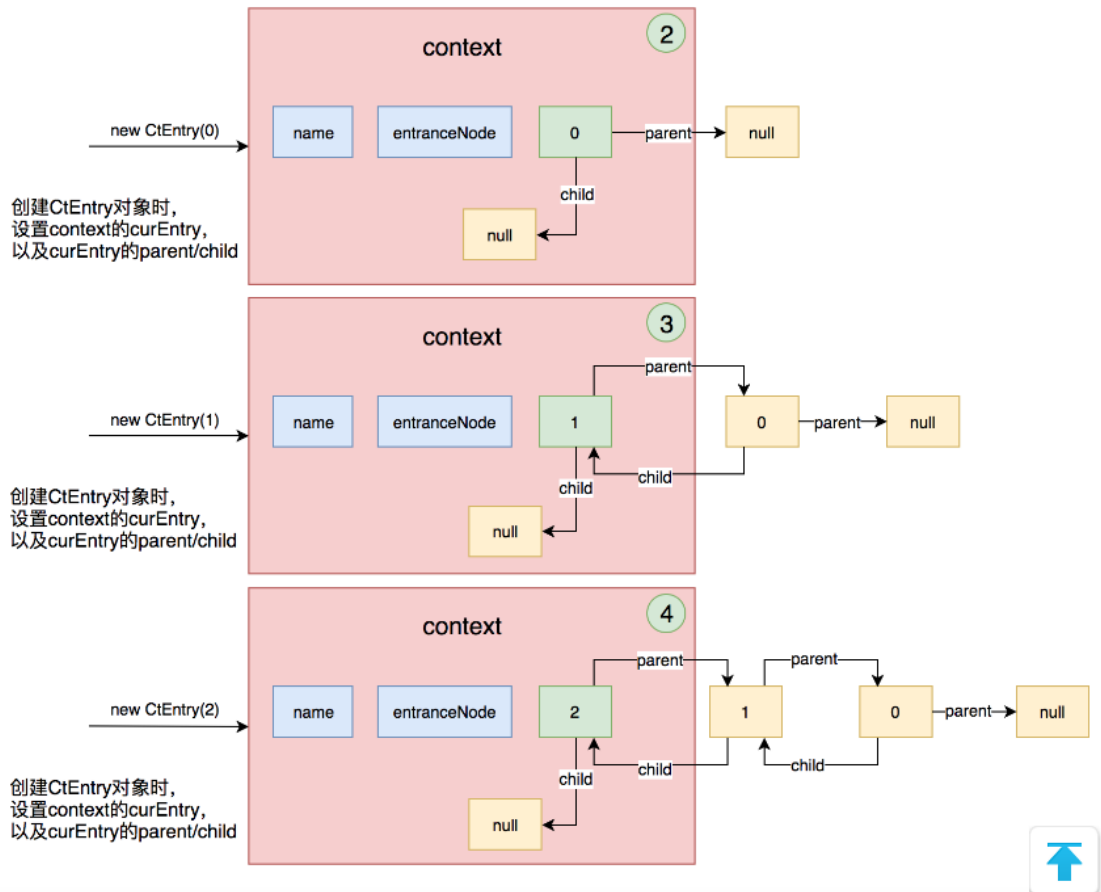 context
2
new CtEntry(0)
name
entranceNode
0
parent
null
child
null
创建CtEntry对象时，
设置context的curEntry，
以及curEntry的parent/child
context
3
new CtEntry(1)
name
entranceNode
1
parent
0
parent
null
child
child
null
创建CtEntry对象时，
设置context的curEntry，
以及curEntry的parent/child
context
4
new CtEntry(2)
name
entranceNode
2
parent
1
parent
0
parent
null
child
child
child
null
创建CtEntry对象时，
设置context的curEntry，
以及curEntry的parent/child